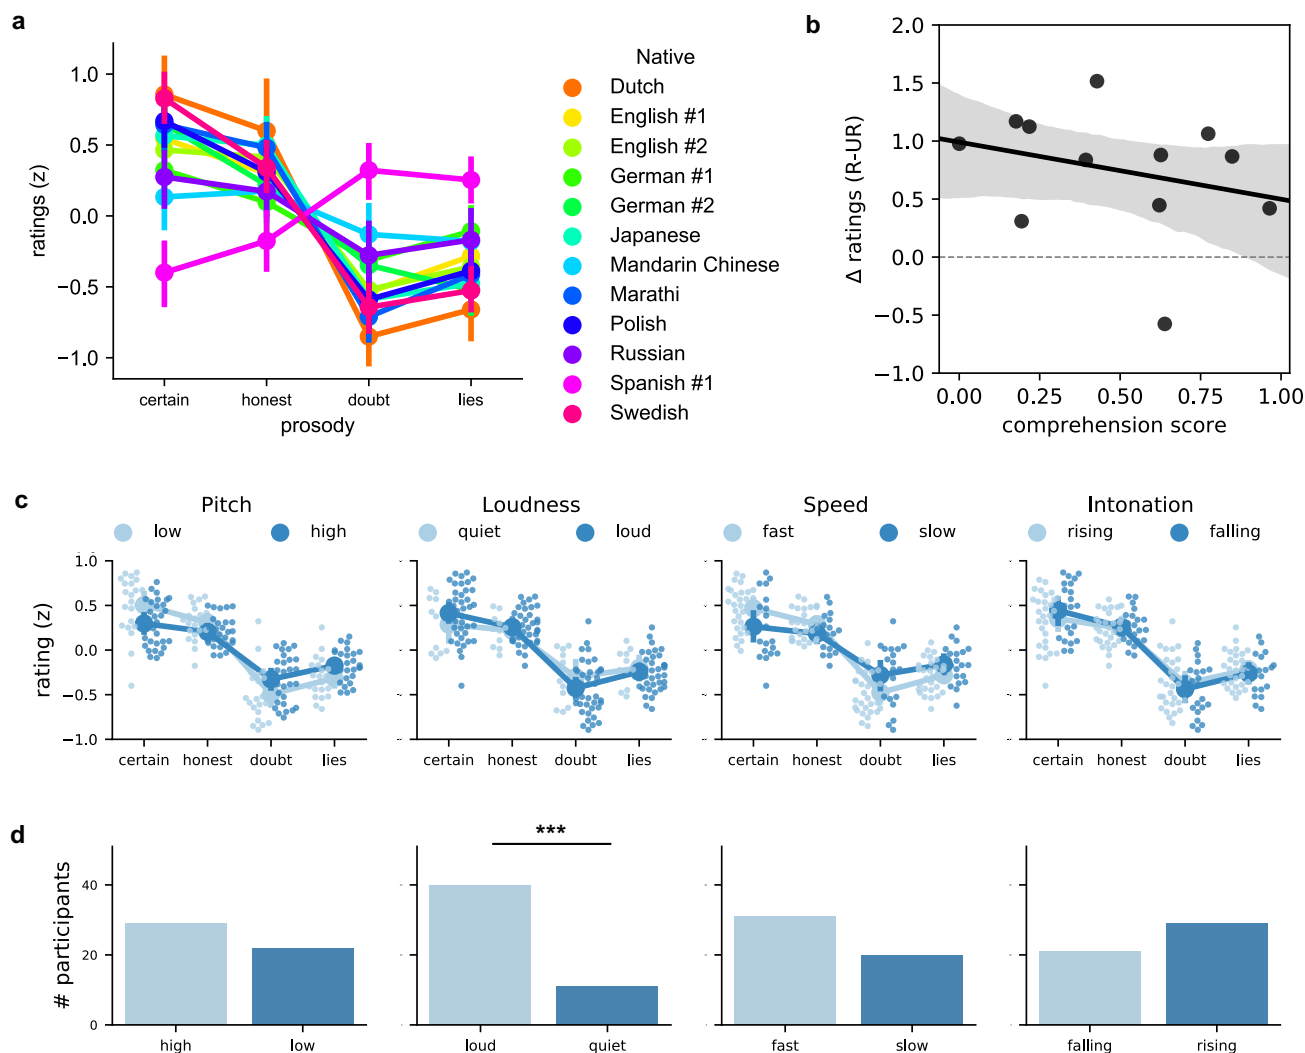 a
ratings (z)
1.0
0.5
0.0
−0.5
−1.0
certain honest doubt lies
prosody
Native
Dutch
English #1
English #2
German #1
German #2
Japanese
Mandarin Chinese
Marathi
Polish
Russian
Spanish #1
Swedish
b
Δ ratings (R-UR)
2.0
1.5
1.0
0.5
0.0
−0.5
−1.0
0.00 0.25 0.50 0.75 1.00
comprehension score
c
Pitch
low high
rating (z)
1.0
0.5
0.0
−0.5
−1.0
certain honest doubt lies
Loudness
quiet loud
certain honest doubt lies
Speed
fast slow
certain honest doubt lies
Intonation
rising falling
certain honest doubt lies
d
# participants
40
20
0
high low
***
loud quiet
fast slow
falling rising